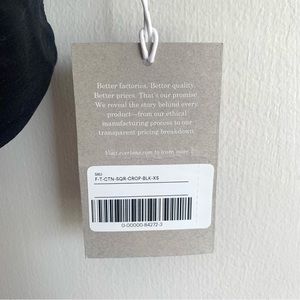 Better factories. Better quality.
Better prices. That's our promise.
We reveal the story behind every
product—from our ethical
manufacturing process to our
transparent pricing breakdown.
Visit everlane.com to learn more.
SKU
F-T-CTN-SQR-CROP-BLK-XS
0-00000-84272-3